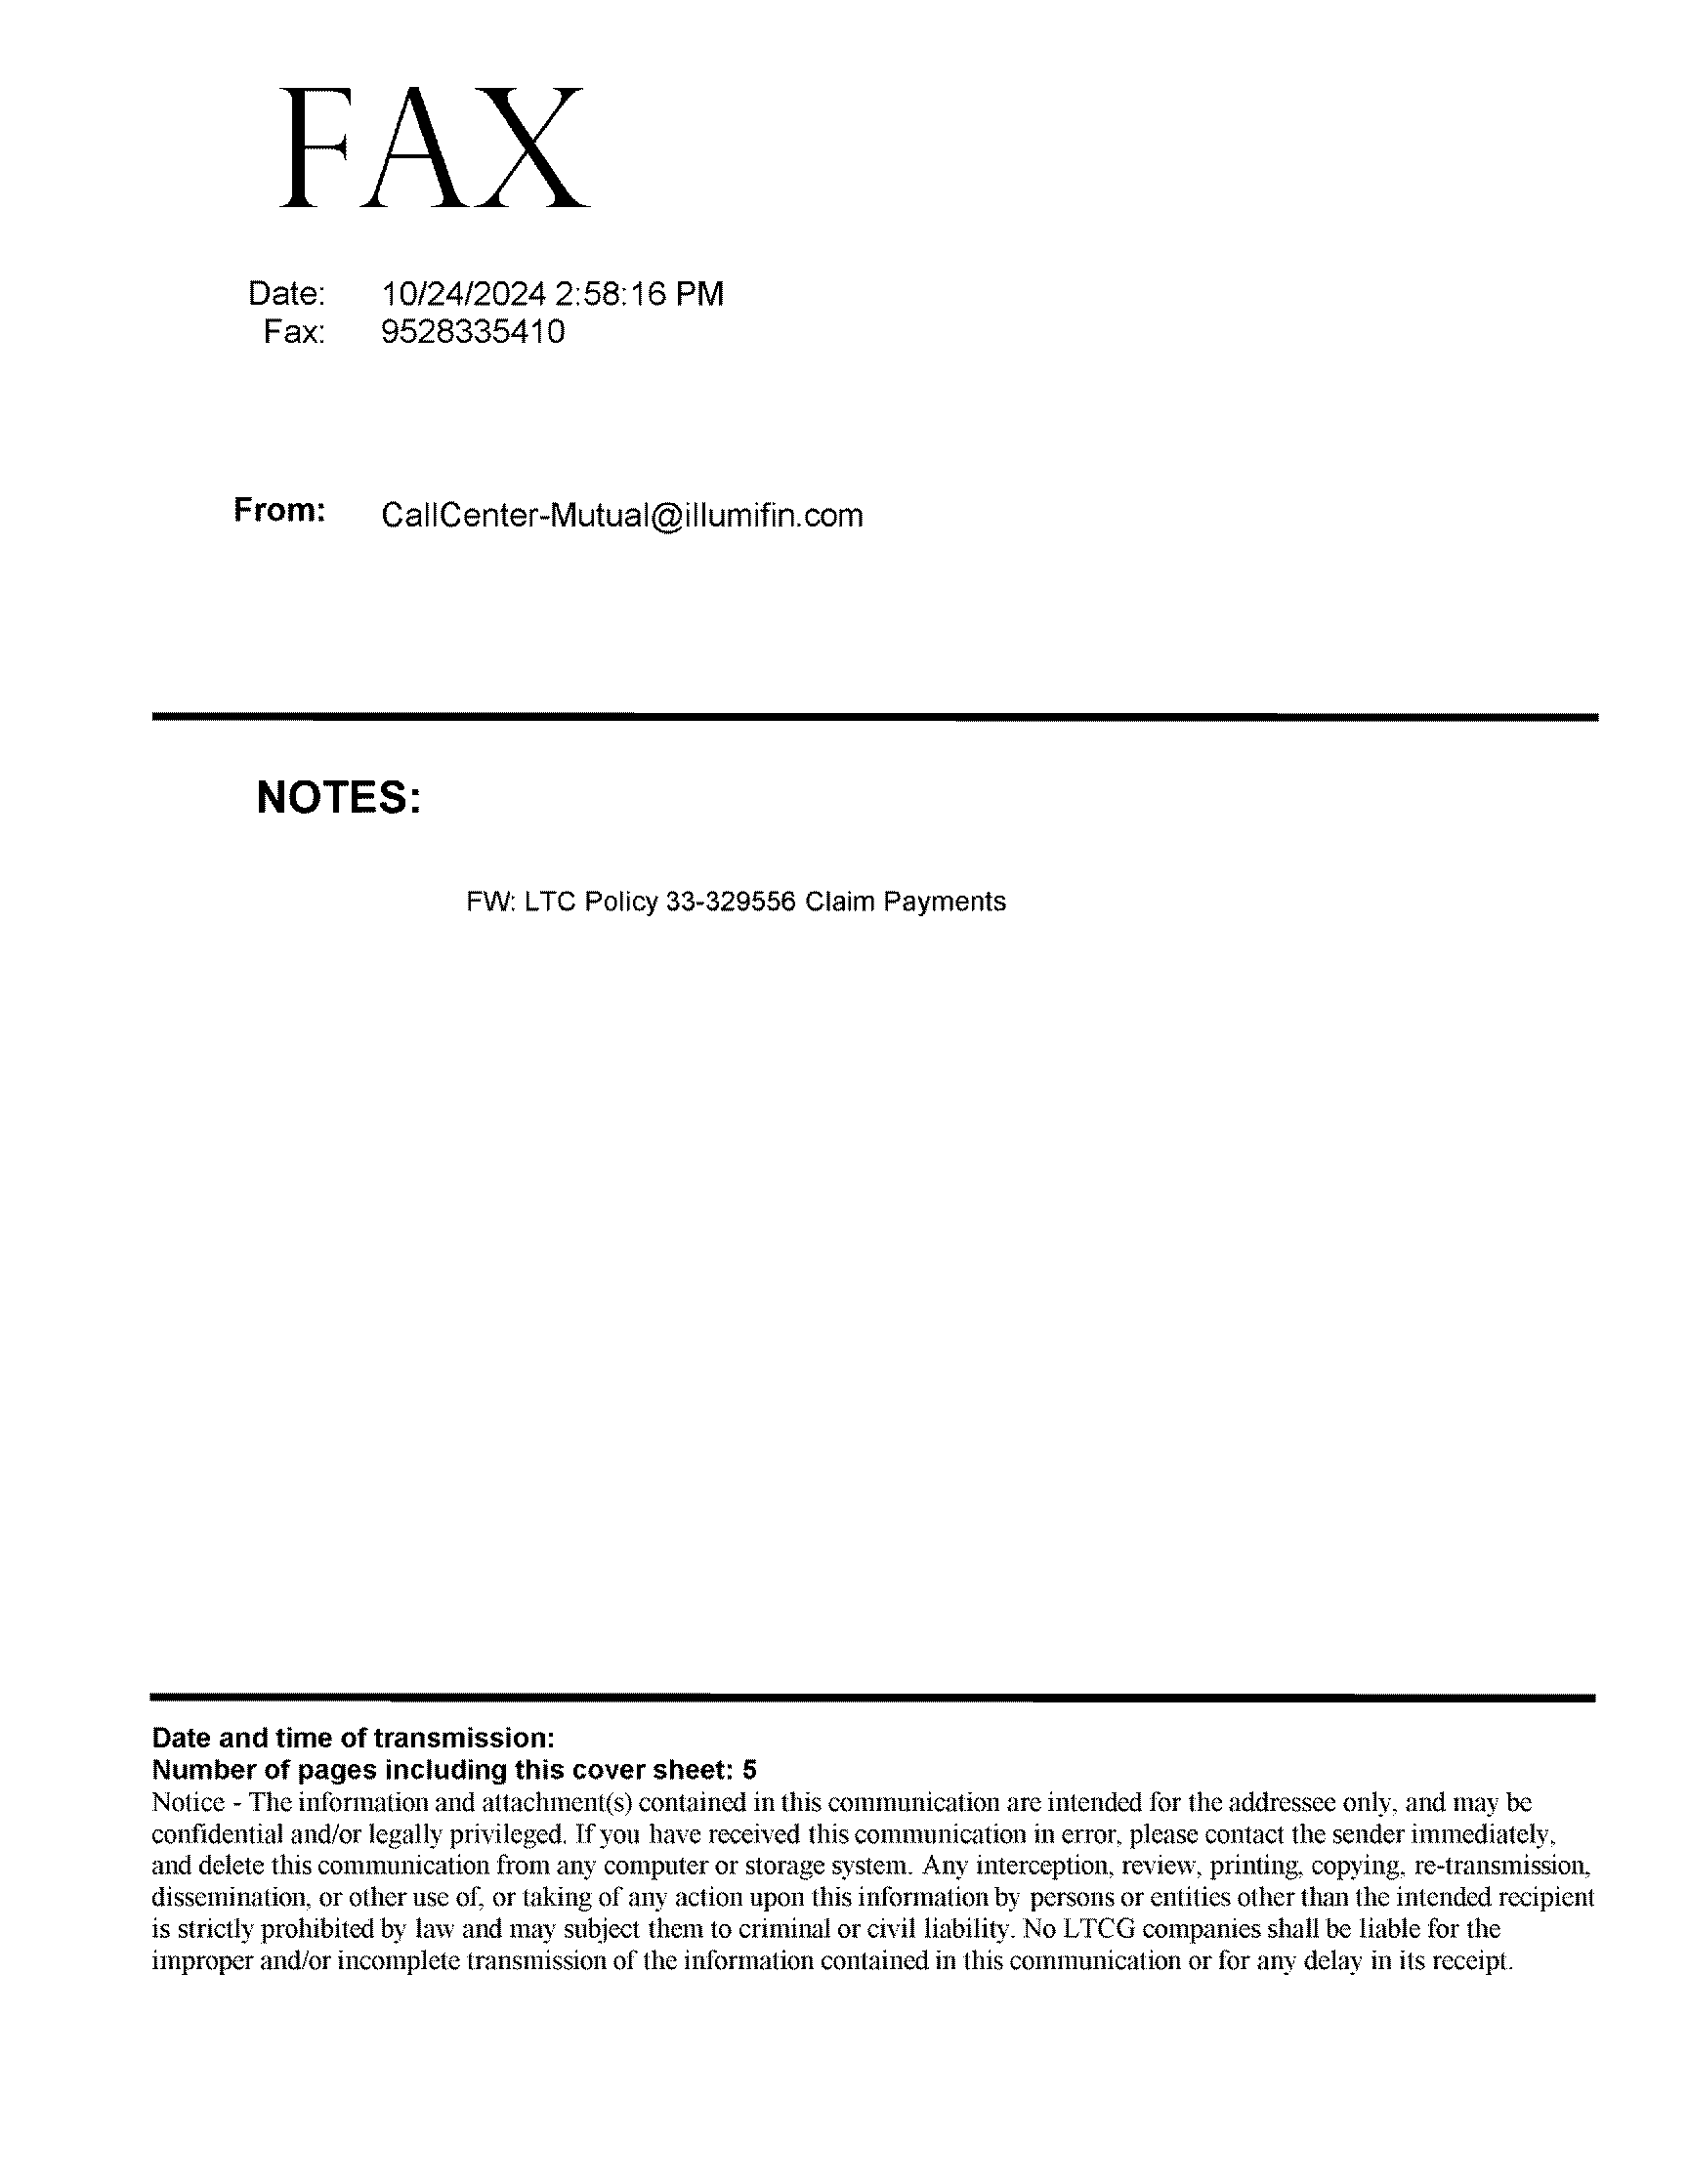 FAX
Date: 10/24/2024 2:58:16 PM
Fax: 9528335410
From: CallCenter-Mutual@illumifin.com
NOTES:
FW: LTC Policy 33-329556 Claim Payments
Date and time of transmission:
Number of pages including this cover sheet: 5
Notice - The information and attachment(s) contained in this communication are intended for the addressee only, and may be
confidential and/or legally privileged. If you have received this communication in error, please contact the sender immediately,
and delete this communication from any computer or storage system. Any interception, review, printing, copying, re-transmission,
dissemination, or other use of, or taking of any action upon this information by persons or entities other than the intended recipient
is strictly prohibited by law and may subject them to criminal or civil liability. No LTCG companies shall be liable for the
improper and/or incomplete transmission of the information contained in this communication or for any delay in its receipt.